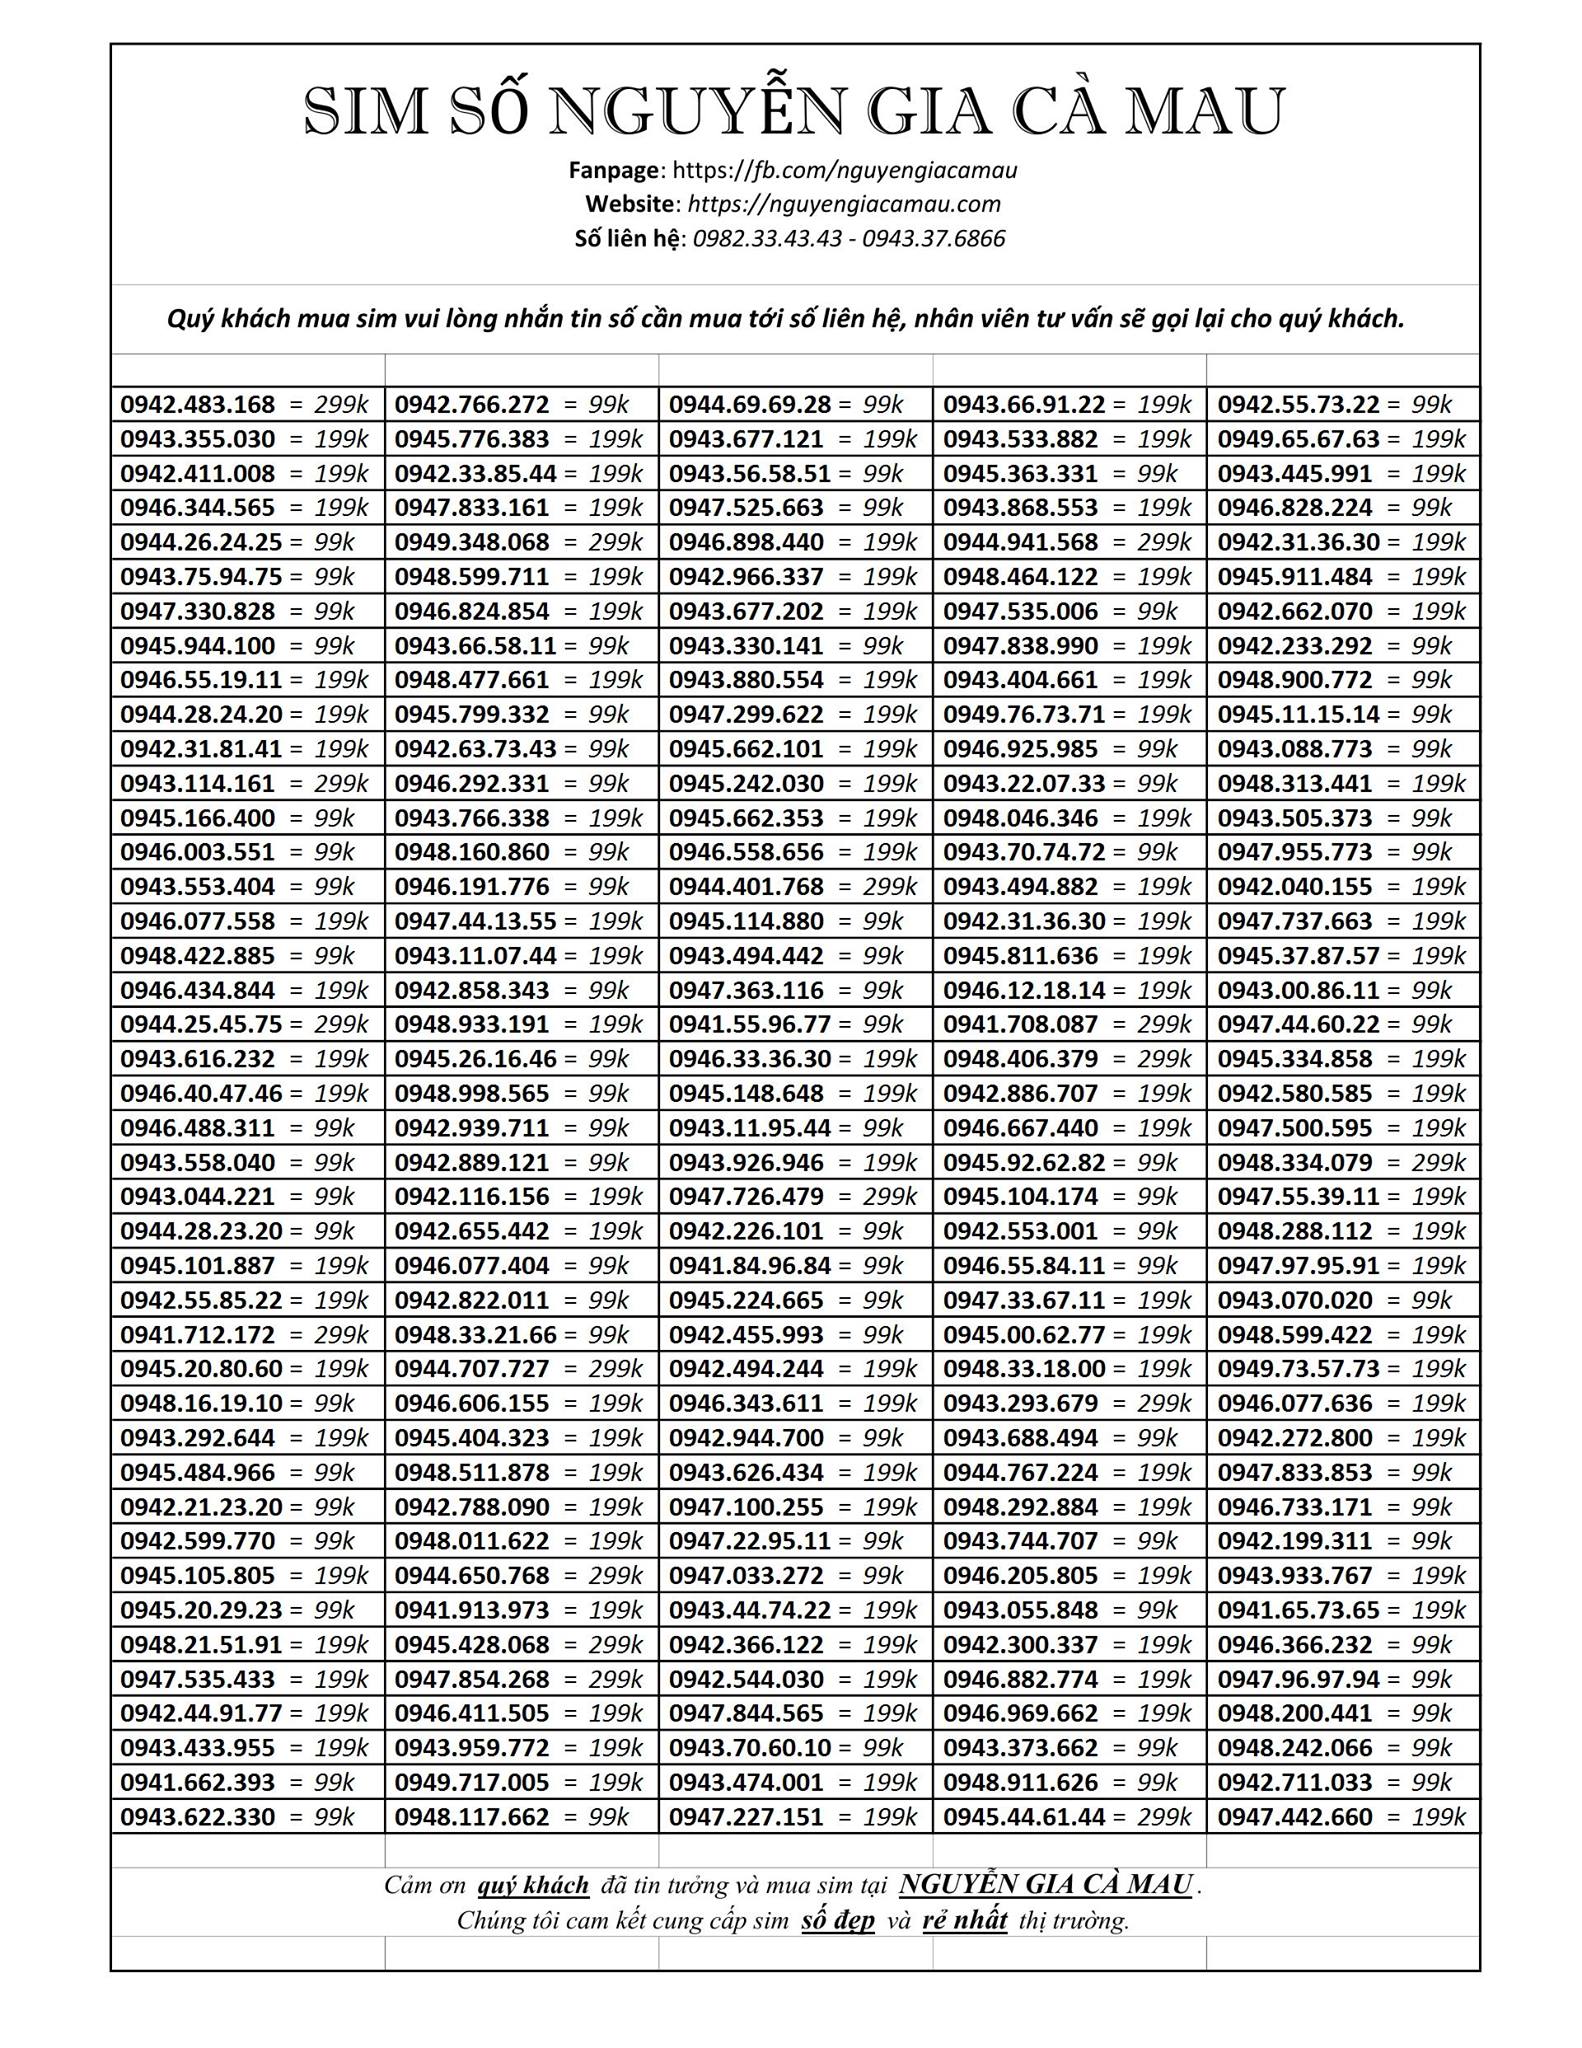 SIM SỐ NGUYỄN GIA CÀ MAU
Fanpage: https://fb.com/nguyengiacamau
Website: https://nguyengiacamau.com
Số liên hệ: 0982.33.43.43 - 0943.37.6866
Quý khách mua sim vui lòng nhắn tin số cần mua tới số liên hệ, nhân viên tư vấn sẽ gọi lại cho quý khách.
0942.483.168 = 299k 0942.766.272 = 99k 0944.69.69.28 = 99k 0943.66.91.22 = 199k 0942.55.73.22 = 99k
0943.355.030 = 199k 0945.776.383 = 199k 0943.677.121 = 199k 0943.533.882 = 199k 0949.65.67.63 = 199k
0942.411.008 = 199k 0942.33.85.44 = 199k 0943.56.58.51 = 99k 0945.363.331 = 99k 0943.445.991 = 199k
0946.344.565 = 199k 0947.833.161 = 199k 0947.525.663 = 99k 0943.868.553 = 199k 0946.828.224 = 99k
0944.26.24.25 = 99k 0949.348.068 = 299k 0946.898.440 = 199k 0944.941.568 = 299k 0942.31.36.30 = 199k
0943.75.94.75 = 99k 0948.599.711 = 199k 0942.966.337 = 199k 0948.464.122 = 199k 0945.911.484 = 199k
0947.330.828 = 99k 0946.824.854 = 199k 0943.677.202 = 199k 0947.535.006 = 99k 0942.662.070 = 199k
0945.944.100 = 99k 0943.66.58.11 = 99k 0943.330.141 = 99k 0947.838.990 = 199k 0942.233.292 = 99k
0946.55.19.11 = 199k 0948.477.661 = 199k 0943.880.554 = 199k 0943.404.661 = 199k 0948.900.772 = 99k
0944.28.24.20 = 199k 0945.799.332 = 99k 0947.299.622 = 199k 0949.76.73.71 = 199k 0945.11.15.14 = 99k
0942.31.81.41 = 199k 0942.63.73.43 = 99k 0945.662.101 = 199k 0946.925.985 = 99k 0943.088.773 = 99k
0943.114.161 = 299k 0946.292.331 = 99k 0945.242.030 = 199k 0943.22.07.33 = 99k 0948.313.441 = 199k
0945.166.400 = 99k 0943.766.338 = 199k 0945.662.353 = 199k 0948.046.346 = 199k 0943.505.373 = 99k
0946.003.551 = 99k 0948.160.860 = 99k 0946.558.656 = 199k 0943.70.74.72 = 99k 0947.955.773 = 99k
0943.553.404 = 99k 0946.191.776 = 99k 0944.401.768 = 299k 0943.494.882 = 199k 0942.040.155 = 199k
0946.077.558 = 199k 0947.44.13.55 = 199k 0945.114.880 = 99k 0942.31.36.30 = 199k 0947.737.663 = 199k
0948.422.885 = 99k 0943.11.07.44 = 199k 0943.494.442 = 99k 0945.811.636 = 199k 0945.37.87.57 = 199k
0946.434.844 = 199k 0942.858.343 = 99k 0947.363.116 = 99k 0946.12.18.14 = 199k 0943.00.86.11 = 99k
0944.25.45.75 = 299k 0948.933.191 = 199k 0941.55.96.77 = 99k 0941.708.087 = 299k 0947.44.60.22 = 99k
0943.616.232 = 199k 0945.26.16.46 = 99k 0946.33.36.30 = 199k 0948.406.379 = 299k 0945.334.858 = 199k
0946.40.47.46 = 199k 0948.998.565 = 99k 0945.148.648 = 199k 0942.886.707 = 199k 0942.580.585 = 199k
0946.488.311 = 99k 0942.939.711 = 99k 0943.11.95.44 = 99k 0946.667.440 = 199k 0947.500.595 = 199k
0943.558.040 = 99k 0942.889.121 = 99k 0943.926.946 = 199k 0945.92.62.82 = 99k 0948.334.079 = 299k
0943.044.221 = 99k 0942.116.156 = 199k 0947.726.479 = 299k 0945.104.174 = 99k 0947.55.39.11 = 199k
0944.28.23.20 = 99k 0942.655.442 = 199k 0942.226.101 = 99k 0942.553.001 = 99k 0948.288.112 = 199k
0945.101.887 = 199k 0946.077.404 = 99k 0941.84.96.84 = 99k 0946.55.84.11 = 99k 0947.97.95.91 = 199k
0942.55.85.22 = 199k 0942.822.011 = 99k 0945.224.665 = 99k 0947.33.67.11 = 199k 0943.070.020 = 99k
0941.712.172 = 299k 0948.33.21.66 = 99k 0942.455.993 = 99k 0945.00.62.77 = 199k 0948.599.422 = 199k
0945.20.80.60 = 199k 0944.707.727 = 299k 0942.494.244 = 199k 0948.33.18.00 = 199k 0949.73.57.73 = 199k
0948.16.19.10 = 99k 0946.606.155 = 199k 0946.343.611 = 199k 0943.293.679 = 299k 0946.077.636 = 199k
0943.292.644 = 199k 0945.404.323 = 199k 0942.944.700 = 99k 0943.688.494 = 99k 0942.272.800 = 199k
0945.484.966 = 99k 0948.511.878 = 199k 0943.626.434 = 199k 0944.767.224 = 199k 0947.833.853 = 99k
0942.21.23.20 = 99k 0942.788.090 = 199k 0947.100.255 = 199k 0948.292.884 = 199k 0946.733.171 = 99k
0942.599.770 = 99k 0948.011.622 = 199k 0947.22.95.11 = 99k 0943.744.707 = 99k 0942.199.311 = 99k
0945.105.805 = 199k 0944.650.768 = 299k 0947.033.272 = 99k 0946.205.805 = 199k 0943.933.767 = 199k
0945.20.29.23 = 99k 0941.913.973 = 199k 0943.44.74.22 = 199k 0943.055.848 = 99k 0941.65.73.65 = 199k
0948.21.51.91 = 199k 0945.428.068 = 299k 0942.366.122 = 199k 0942.300.337 = 199k 0946.366.232 = 99k
0947.535.433 = 199k 0947.854.268 = 299k 0942.544.030 = 199k 0946.882.774 = 199k 0947.96.97.94 = 99k
0942.44.91.77 = 199k 0946.411.505 = 199k 0947.844.565 = 199k 0946.969.662 = 199k 0948.200.441 = 99k
0943.433.955 = 199k 0943.959.772 = 199k 0943.70.60.10 = 99k 0943.373.662 = 99k 0948.242.066 = 99k
0941.662.393 = 99k 0949.717.005 = 199k 0943.474.001 = 199k 0948.911.626 = 99k 0942.711.033 = 99k
0943.622.330 = 99k 0948.117.662 = 99k 0947.227.151 = 199k 0945.44.61.44 = 299k 0947.442.660 = 199k
Cảm ơn quý khách đã tin tưởng và mua sim tại NGUYỄN GIA CÀ MAU.
Chúng tôi cam kết cung cấp sim số đẹp và rẻ nhất thị trường.